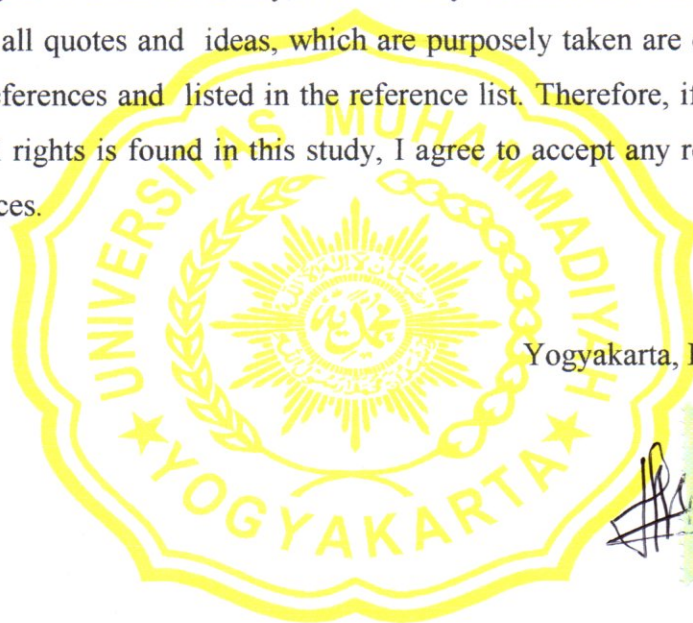 all quotes and ideas, which are purposely taken are
eferences and listed in the reference list. Therefore, if
rights is found in this study, I agree to accept any r
ces.
UNIVERSITAS MUHAMMADIYAH
YOGYAKARTA
Yogyakarta,